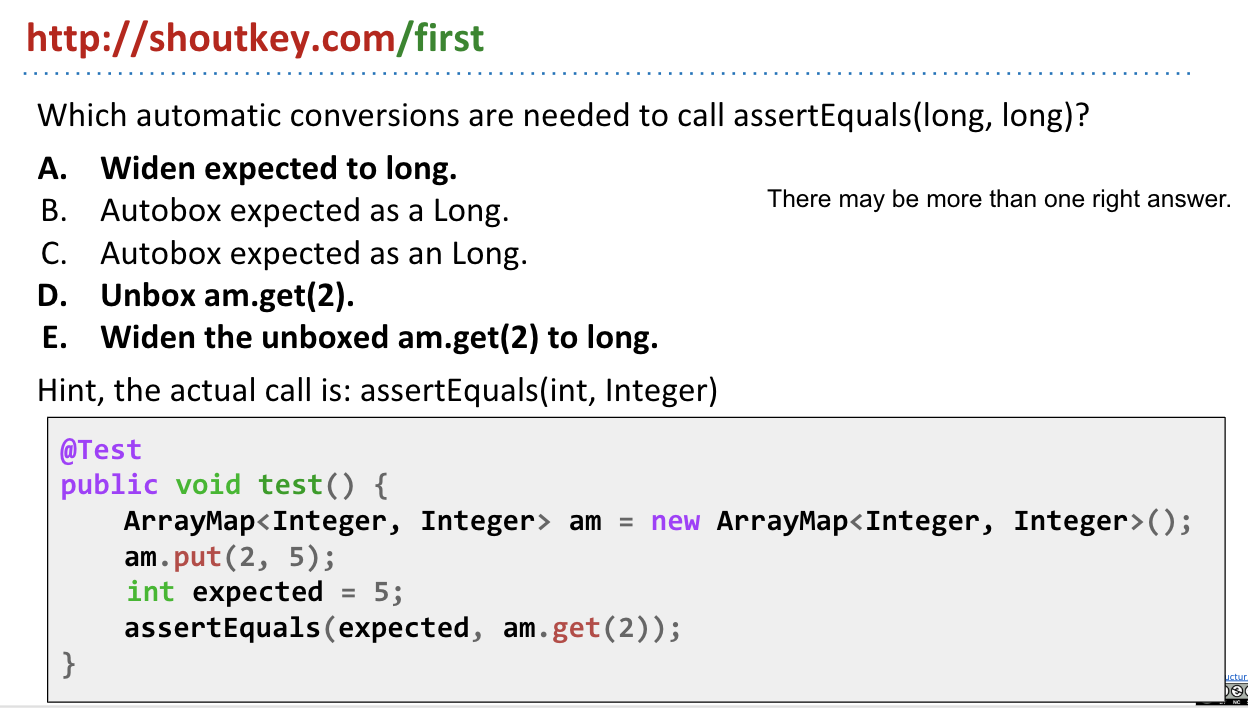 http://shoutkey.com/first
Which automatic conversions are needed to call assertEquals(long, long)?
A. Widen expected to long.
B. Autobox expected as a Long.
There may be more than one right answer.
C. Autobox expected as an Long.
D. Unbox am.get(2).
E. Widen the unboxed am.get(2) to long.
Hint, the actual call is: assertEquals(int, Integer)
@Test
public void test() {
    ArrayMap<Integer, Integer> am = new ArrayMap<Integer, Integer>();
    am.put(2, 5);
    int expected = 5;
    assertEquals(expected, am.get(2));
}